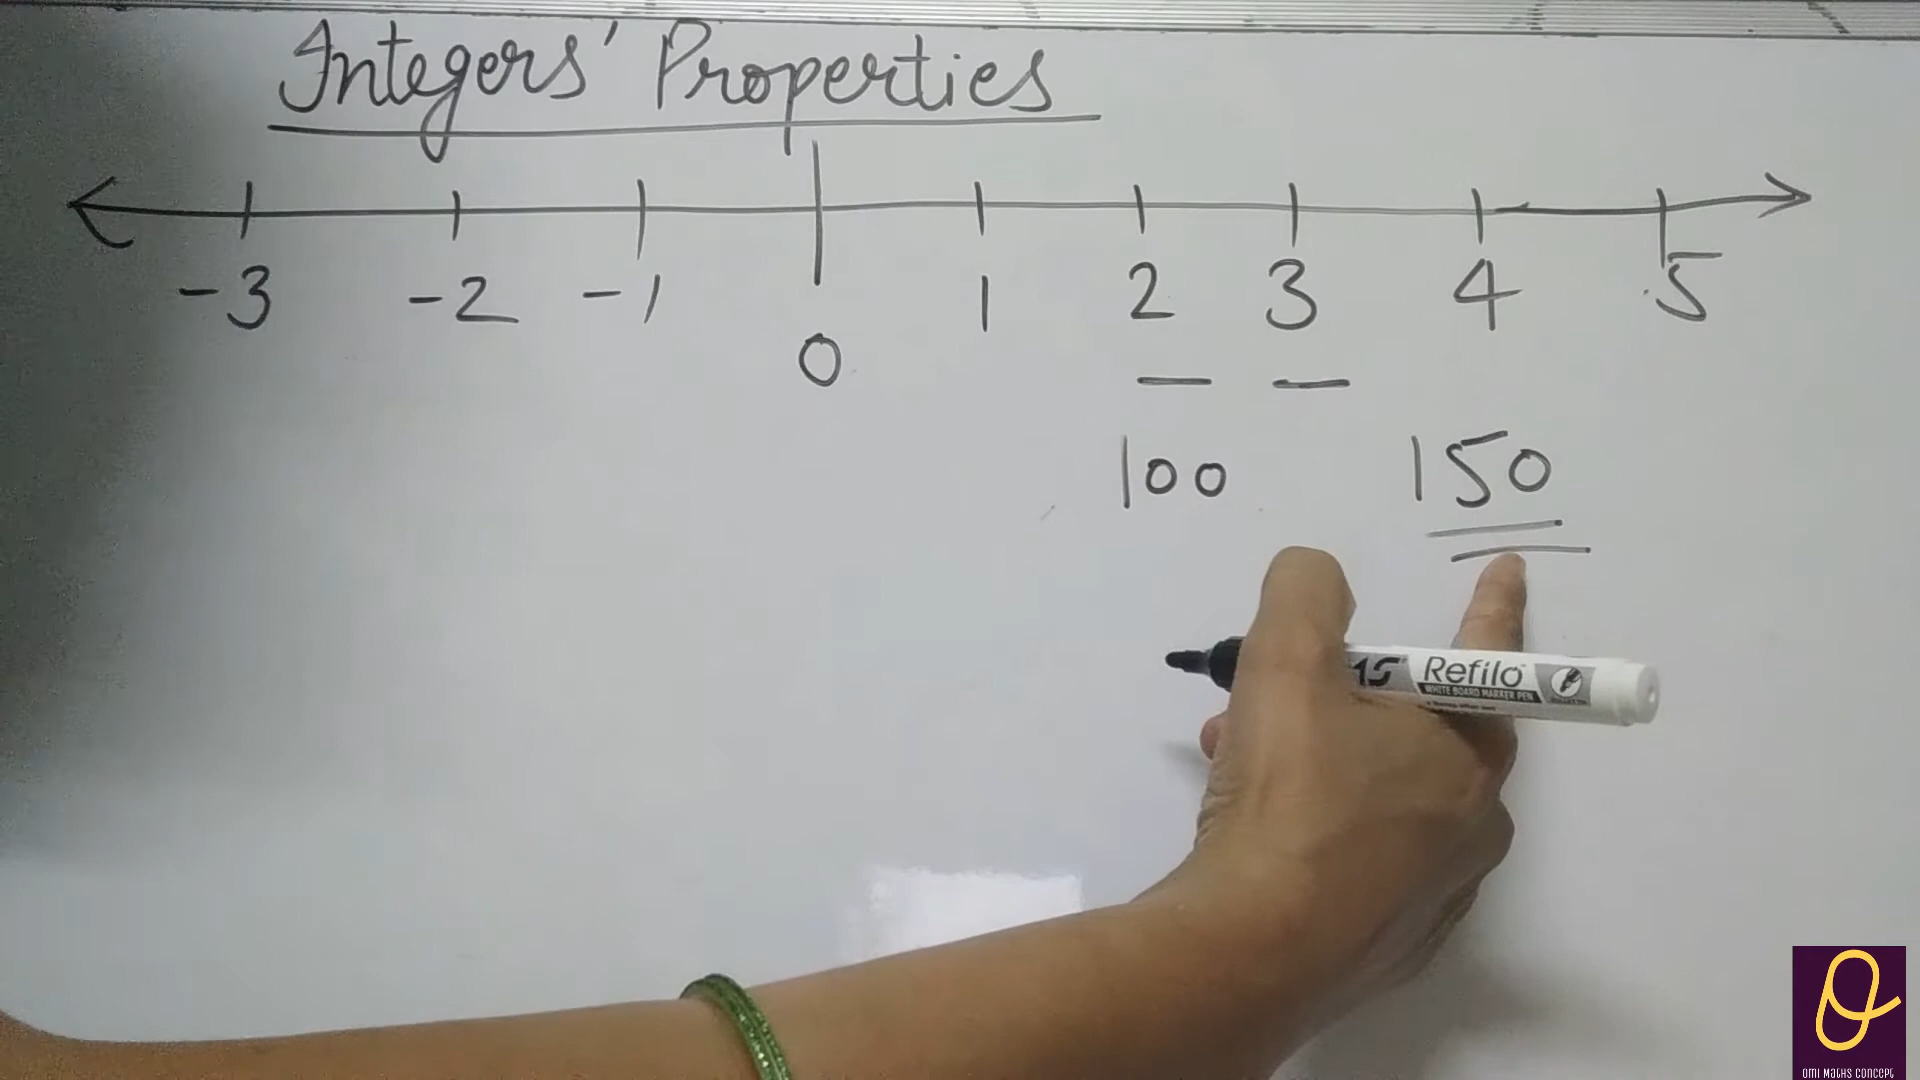 Integers' Properties
-3 -2 -1 0 1 2 3 4 5
100 150
Refilo
WHITE BOARD MARKER PEN
OMI MATHS CONCEPT